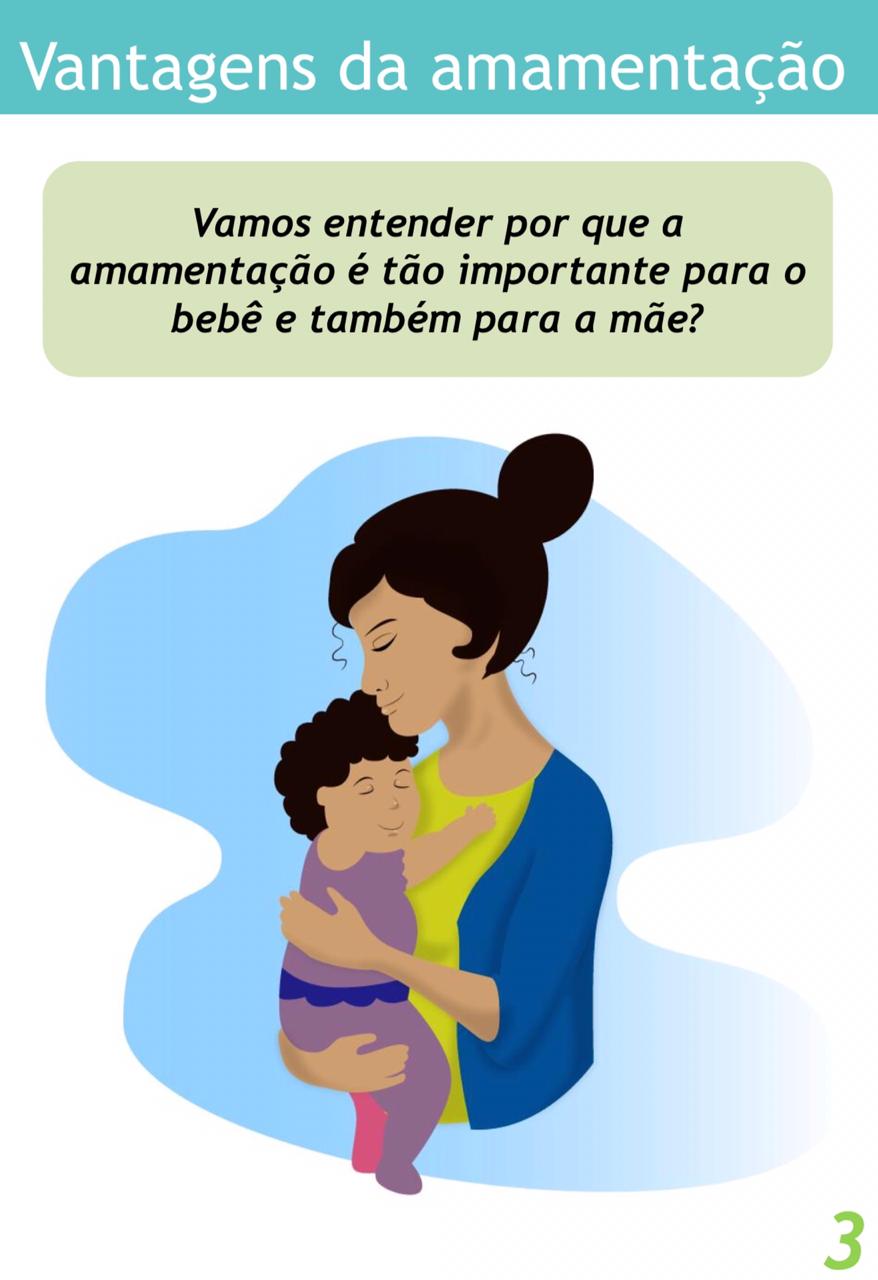 Vantagens da amamentação
Vamos entender por que a
amamentação é tão importante para o
bebê e também para a mãe?
3